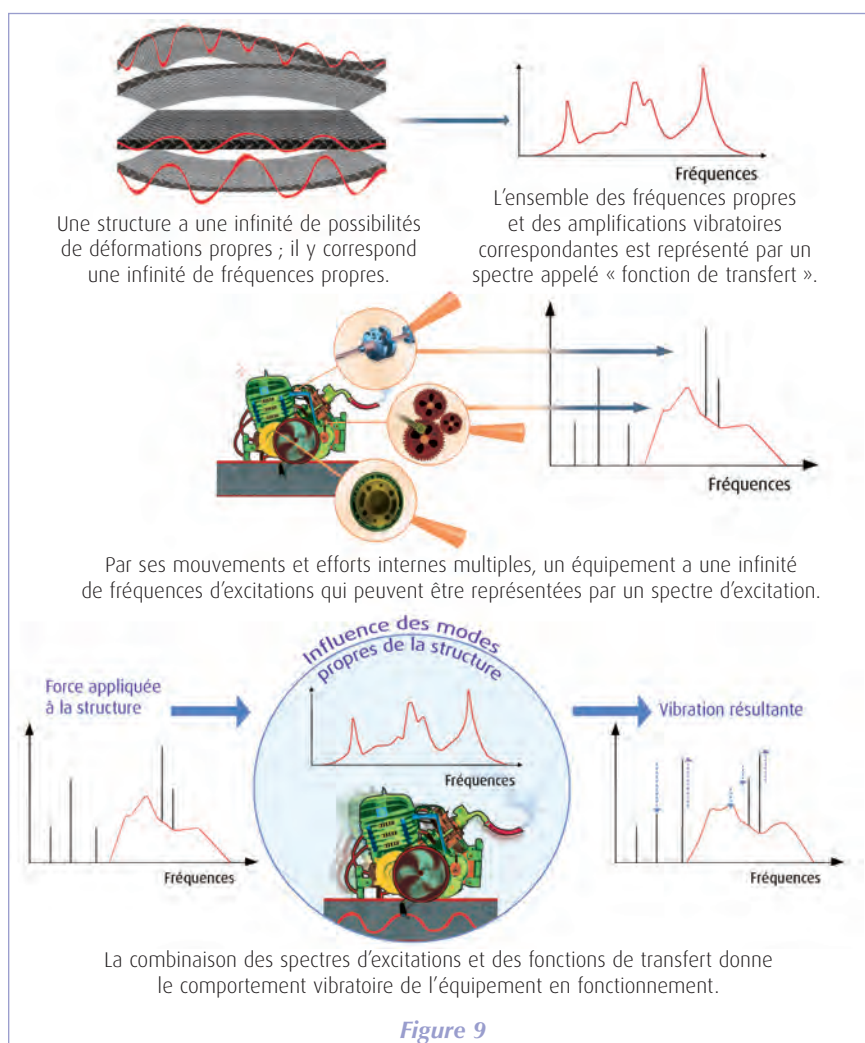 Fréquences
Une structure a une infinité de possibilités
de déformations propres ; il y correspond
une infinité de fréquences propres.
L'ensemble des fréquences propres
et des amplifications vibratoires
correspondantes est représenté par un
spectre appelé « fonction de transfert ».
Fréquences
Par ses mouvements et efforts internes multiples, un équipement a une infinité
de fréquences d'excitations qui peuvent être représentées par un spectre d'excitation.
Influence des modes
propres de la structure
Force appliquée
à la structure
Vibration résultante
Fréquences
Fréquences
Fréquences
La combinaison des spectres d'excitations et des fonctions de transfert donne
le comportement vibratoire de l'équipement en fonctionnement.
Figure 9